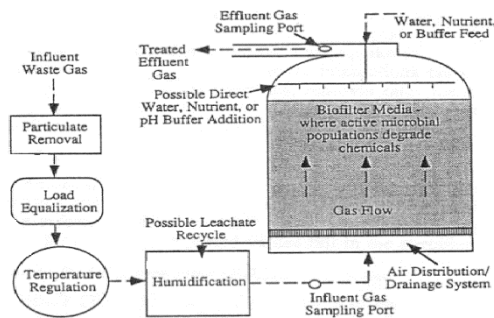 Effluent Gas
Sampling Port
Water, Nutrient,
or Buffer Feed
Treated
Effluent
Gas
Influent
Waste Gas
Possible Direct
Water, Nutrient, or
pH Buffer Addition
Biofilter Media -
where active microbial
populations degrade
chemicals
Particulate
Removal
Load
Equalization
Gas Flow
Possible Leachate
Recycle
Temperature
Regulation
Humidification
Air Distribution/
Drainage System
Influent Gas
Sampling Port